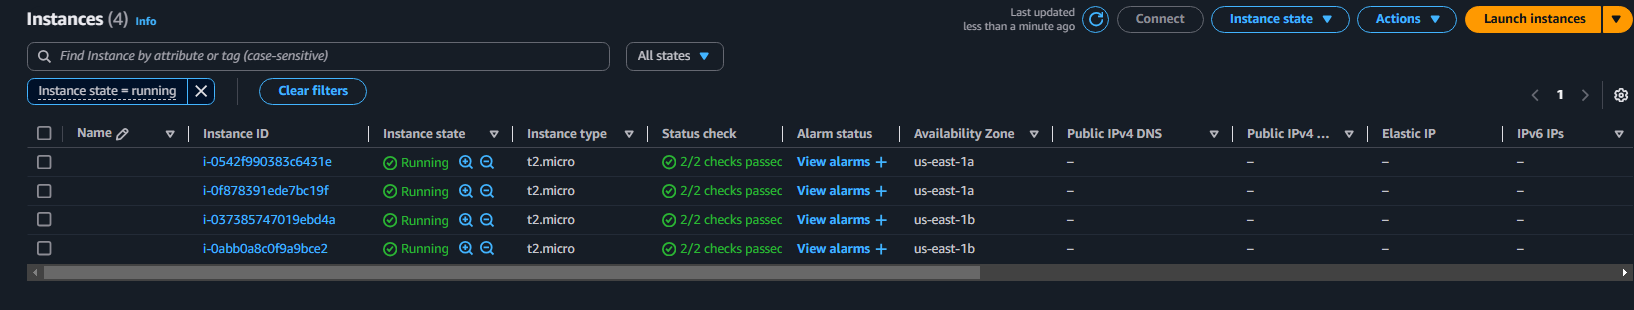 Instances (4) Info
Last updated
less than a minute ago
Connect
Instance state
Actions
Launch instances
Find Instance by attribute or tag (case-sensitive)
All states
Instance state = running
Clear filters
1
Name Instance ID Instance state Instance type Status check Alarm status Availability Zone Public IPv4 DNS Public IPv4 ... Elastic IP IPv6 IPs
i-0542f990383c6431e Running t2.micro 2/2 checks passed View alarms + us-east-1a – – – –
i-0f878391ede7bc19f Running t2.micro 2/2 checks passed View alarms + us-east-1a – – – –
i-037385747019ebd4a Running t2.micro 2/2 checks passed View alarms + us-east-1b – – – –
i-0abb0a8c0f9a9bce2 Running t2.micro 2/2 checks passed View alarms + us-east-1b – – – –